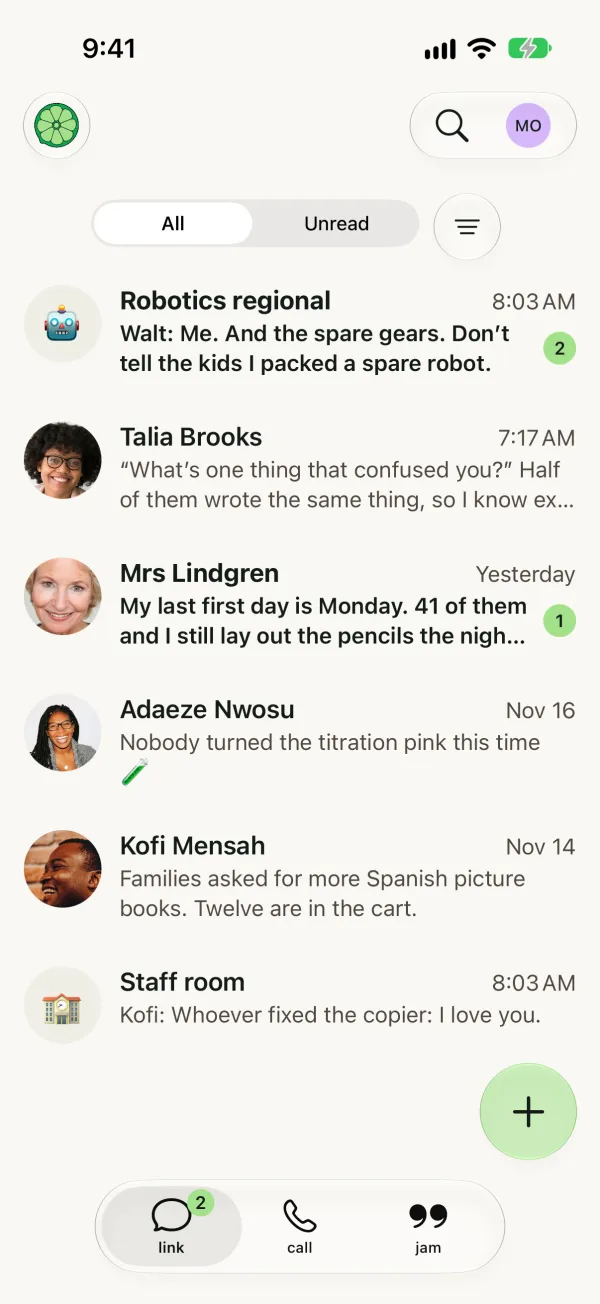 9:41
MO
All
Unread
Robotics regional
8:03 AM
Walt: Me. And the spare gears. Don’t
tell the kids I packed a spare robot.
2
Talia Brooks
7:17 AM
“What’s one thing that confused you?” Half
of them wrote the same thing, so I know ex...
Mrs Lindgren
Yesterday
My last first day is Monday. 41 of them
and I still lay out the pencils the nigh...
1
Adaeze Nwosu
Nov 16
Nobody turned the titration pink this time
Kofi Mensah
Nov 14
Families asked for more Spanish picture
books. Twelve are in the cart.
Staff room
8:03 AM
Kofi: Whoever fixed the copier: I love you.
2
link
call
jam